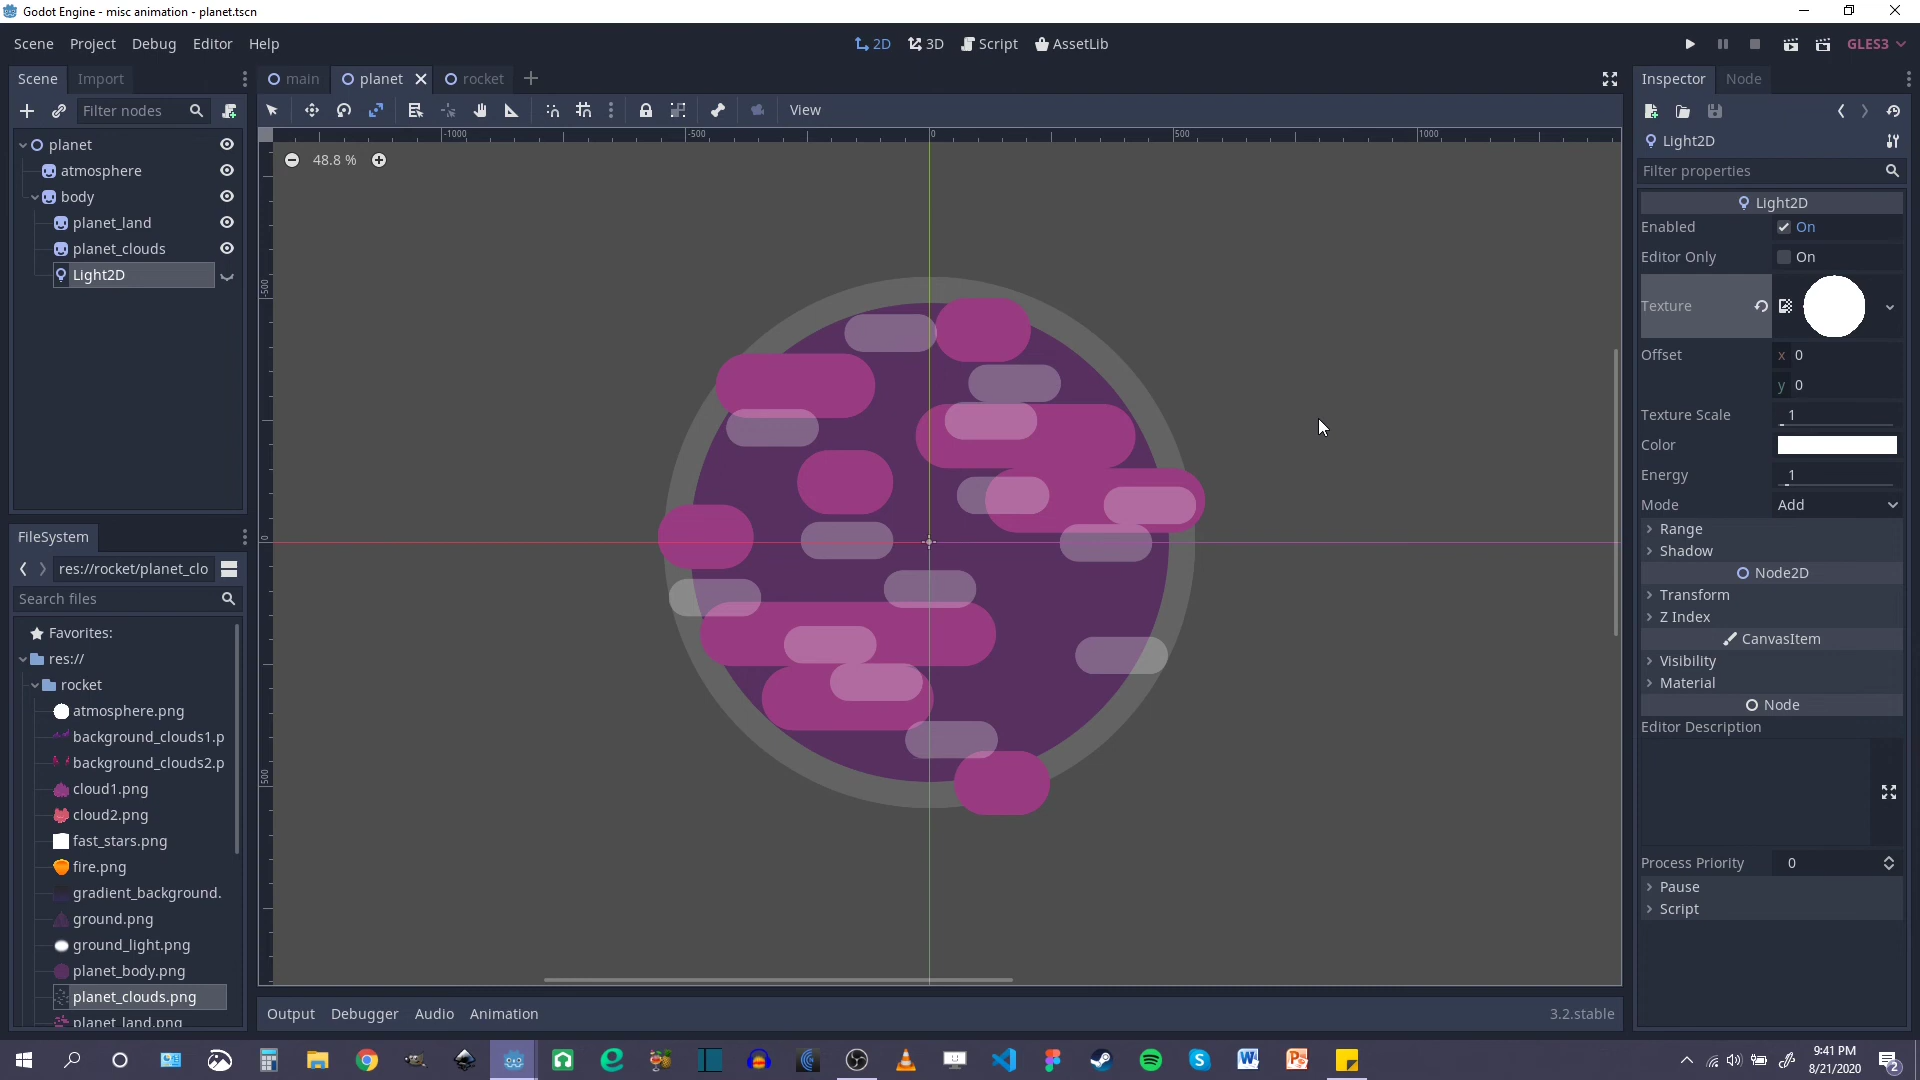 Godot Engine - misc animation - planet.tscn
Scene Project Debug Editor Help
2D 3D Script AssetLib
GLES3
Scene Import
main planet rocket
Inspector Node
Filter nodes
View
Light2D
Filter properties
-1000 -500 0 500 1000
48.8 %
-500
0
500
planet
atmosphere
body
planet_land
planet_clouds
Light2D
FileSystem
res://rocket/planet_clo
Search files
Favorites:
res://
rocket
atmosphere.png
background_clouds1.p
background_clouds2.p
cloud1.png
cloud2.png
fast_stars.png
fire.png
gradient_background.
ground.png
ground_light.png
planet_body.png
planet_clouds.png
planet_land.png
Light2D
Enabled On
Editor Only On
Texture
Offset x 0
y 0
Texture Scale 1
Color
Energy 1
Mode Add
Range
Shadow
Node2D
Transform
Z Index
CanvasItem
Visibility
Material
Node
Editor Description
Process Priority 0
Pause
Script
Output Debugger Audio Animation
3.2.stable
9:41 PM
8/21/2020
2